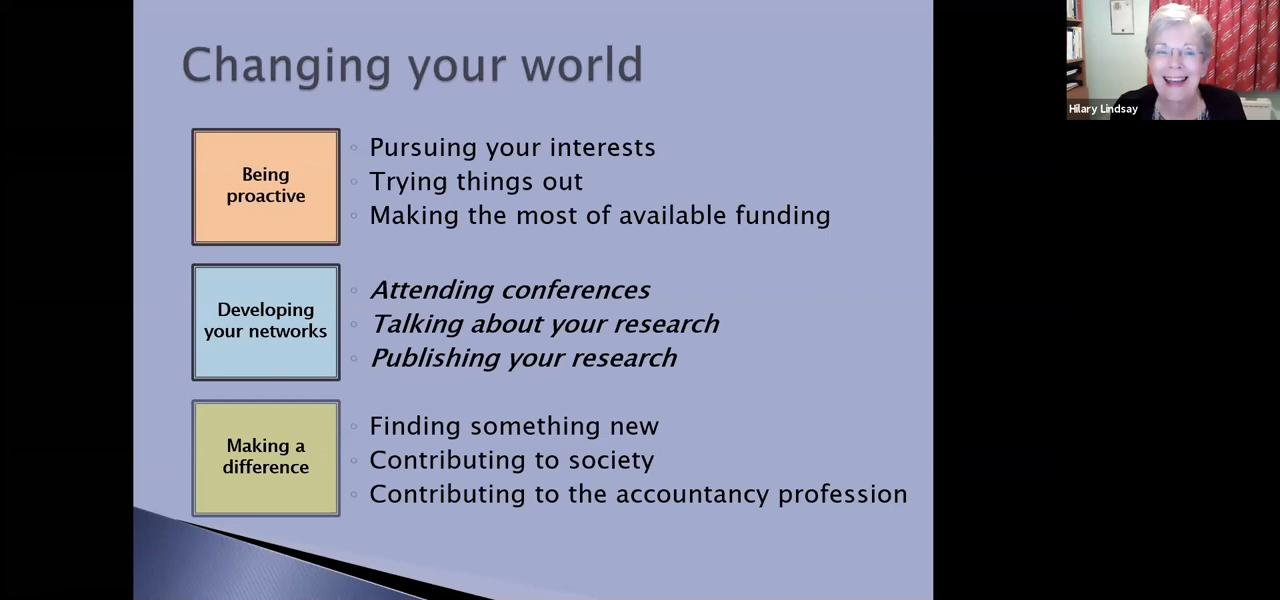 Changing your world
Being
proactive
Pursuing your interests
Trying things out
Making the most of available funding
Developing
your networks
Attending conferences
Talking about your research
Publishing your research
Making a
difference
Finding something new
Contributing to society
Contributing to the accountancy profession
Hilary Lindsay